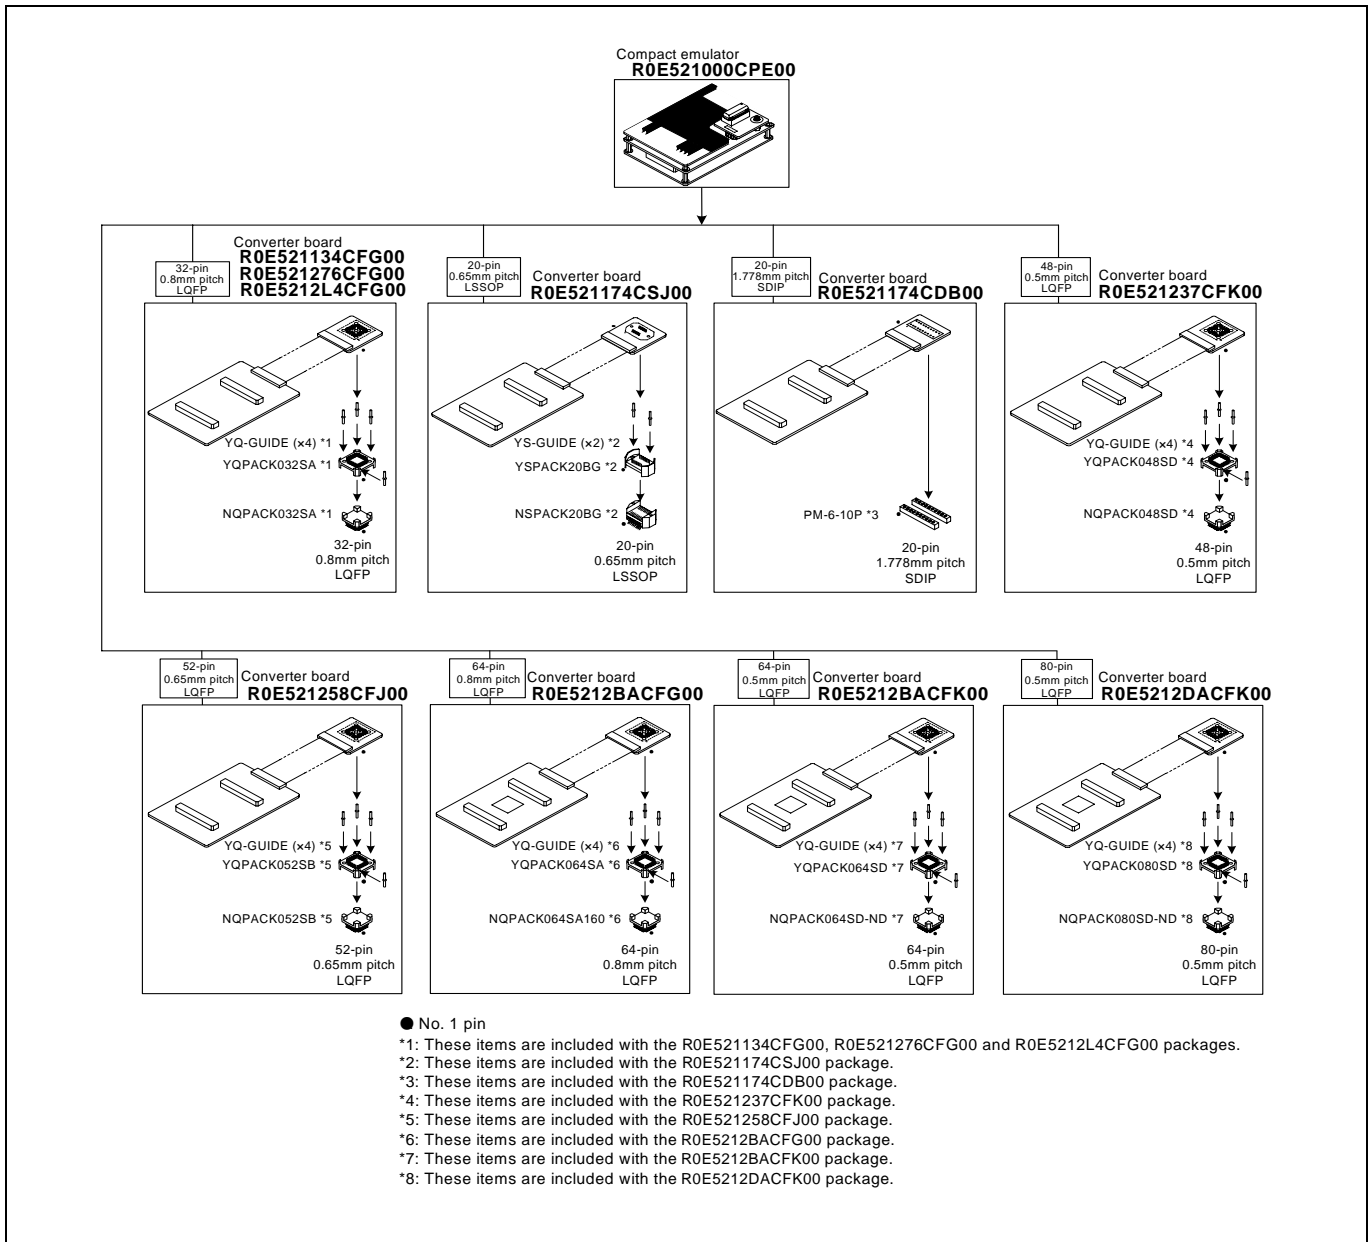 Compact emulator
R0E521000CPE00
32-pin
0.8mm pitch
LQFP
Converter board
R0E521134CFG00
R0E521276CFG00
R0E5212L4CFG00
YQ-GUIDE (×4) *1
YQPACK032SA *1
NQPACK032SA *1
32-pin
0.8mm pitch
LQFP
20-pin
0.65mm pitch
LSSOP
Converter board
R0E521174CSJ00
YS-GUIDE (×2) *2
YSPACK20BG *2
NSPACK20BG *2
20-pin
0.65mm pitch
LSSOP
20-pin
1.778mm pitch
SDIP
Converter board
R0E521174CDB00
PM-6-10P *3
20-pin
1.778mm pitch
SDIP
48-pin
0.5mm pitch
LQFP
Converter board
R0E521237CFK00
YQ-GUIDE (×4) *4
YQPACK048SD *4
NQPACK048SD *4
48-pin
0.5mm pitch
LQFP
52-pin
0.65mm pitch
LQFP
Converter board
R0E521258CFJ00
YQ-GUIDE (×4) *5
YQPACK052SB *5
NQPACK052SB *5
52-pin
0.65mm pitch
LQFP
64-pin
0.8mm pitch
LQFP
Converter board
R0E5212BACFG00
YQ-GUIDE (×4) *6
YQPACK064SA *6
NQPACK064SA160 *6
64-pin
0.8mm pitch
LQFP
64-pin
0.5mm pitch
LQFP
Converter board
R0E5212BACFK00
YQ-GUIDE (×4) *7
YQPACK064SD *7
NQPACK064SD-ND *7
64-pin
0.5mm pitch
LQFP
80-pin
0.5mm pitch
LQFP
Converter board
R0E5212DACFK00
YQ-GUIDE (×4) *8
YQPACK080SD *8
NQPACK080SD-ND *8
80-pin
0.5mm pitch
LQFP
● No. 1 pin
*1: These items are included with the R0E521134CFG00, R0E521276CFG00 and R0E5212L4CFG00 packages.
*2: These items are included with the R0E521174CSJ00 package.
*3: These items are included with the R0E521174CDB00 package.
*4: These items are included with the R0E521237CFK00 package.
*5: These items are included with the R0E521258CFJ00 package.
*6: These items are included with the R0E5212BACFG00 package.
*7: These items are included with the R0E5212BACFK00 package.
*8: These items are included with the R0E5212DACFK00 package.